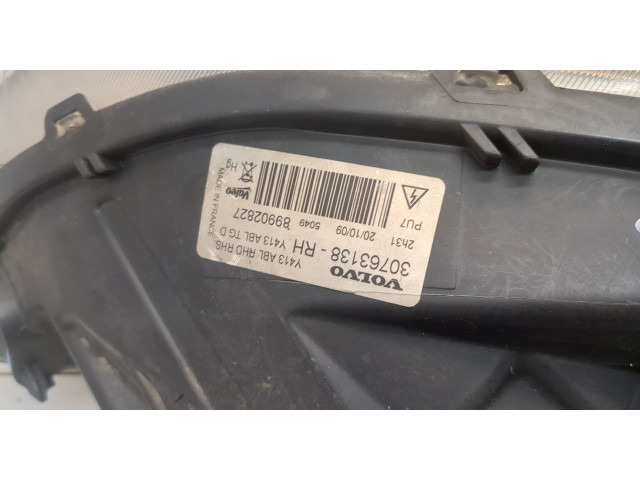 VOLVO
Y413 ABL RHD RHS
30763138 - RH Y413 ABL TG D
2h31
20/10/09 5049 89902827
PU7
Valeo
MADE IN FRANCE
Hg